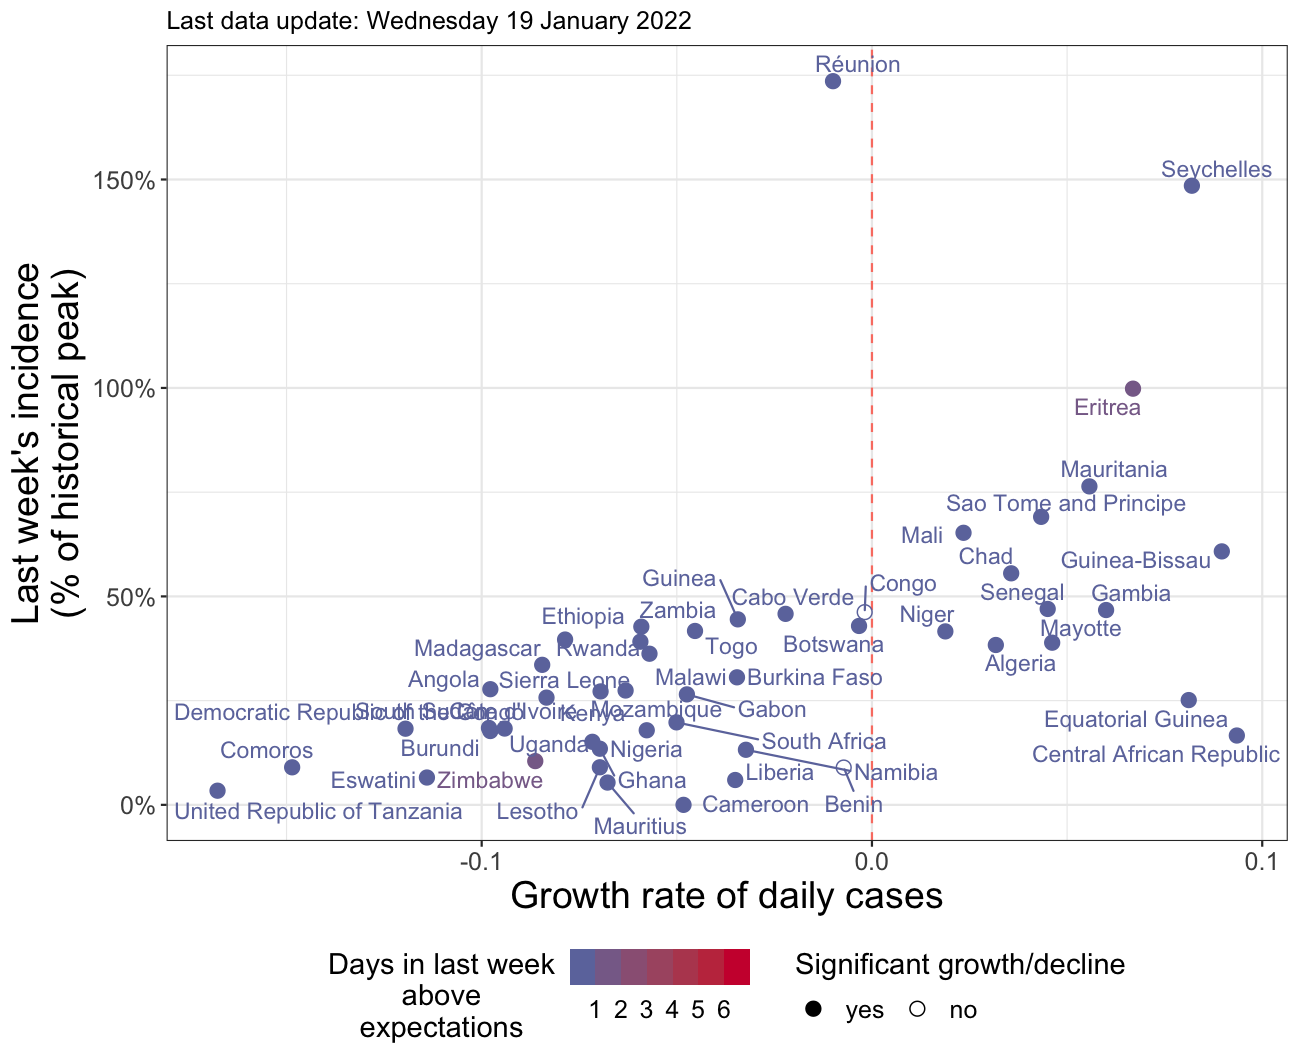 Last data update: Wednesday 19 January 2022
Last week's incidence
(% of historical peak)
150%
100%
50%
0%
Réunion
Seychelles
Eritrea
Mauritania
Sao Tome and Principe
Mali
Chad
Guinea-Bissau
Guinea
Congo
Cabo Verde
Senegal
Gambia
Ethiopia
Zambia
Niger
Mayotte
Madagascar
Rwanda
Togo
Botswana
Algeria
Angola
Sierra Leone
Malawi
Burkina Faso
Democratic Republic of the Congo
South Sudan
Côte d'Ivoire
Kenya
Mozambique
Gabon
Equatorial Guinea
Comoros
Burundi
Uganda
Nigeria
South Africa
Central African Republic
Eswatini
Zimbabwe
Ghana
Liberia
Namibia
United Republic of Tanzania
Lesotho
Cameroon
Benin
Mauritius
-0.1
0.0
0.1
Growth rate of daily cases
Days in last week
above
expectations
1 2 3 4 5 6
Significant growth/decline
yes
no